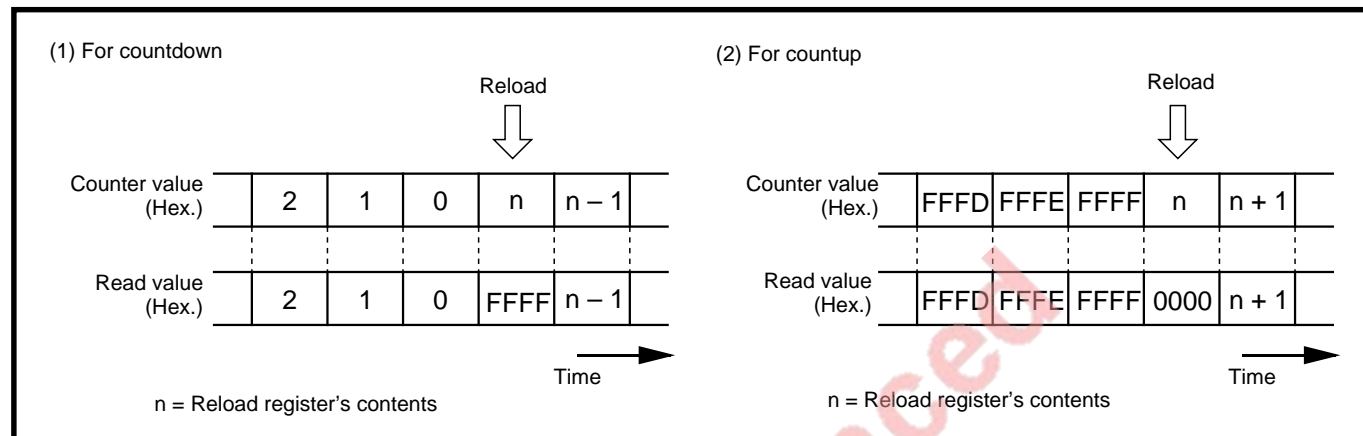 (1) For countdown
Reload
Counter value
(Hex.)
2 1 0 n n – 1
Read value
(Hex.)
2 1 0 FFFF n – 1
Time
n = Reload register's contents
(2) For countup
Reload
Counter value
(Hex.)
FFFD FFFE FFFF n n + 1
Read value
(Hex.)
FFFD FFFE FFFF 0000 n + 1
Time
n = Reload register's contents
nced